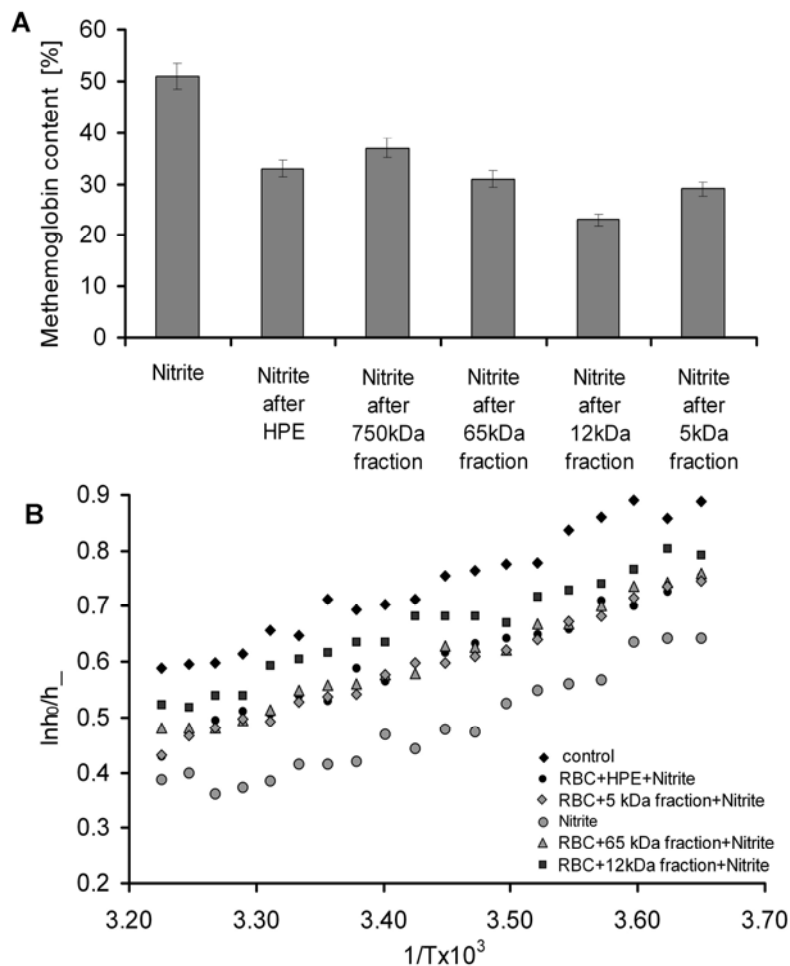 A
Methemoglobin content [%]
60
50
40
30
20
10
0
Nitrite
Nitrite
after
HPE
Nitrite
after
750kDa
fraction
Nitrite
after
65kDa
fraction
Nitrite
after
12kDa
fraction
Nitrite
after
5kDa
fraction
B
lnh₀/h_
0.9
0.8
0.7
0.6
0.5
0.4
0.3
0.2
control
RBC+HPE+Nitrite
RBC+5 kDa fraction+Nitrite
Nitrite
RBC+65 kDa fraction+Nitrite
RBC+12kDa fraction+Nitrite
3.20 3.30 3.40 3.50 3.60 3.70
1/Tx10³